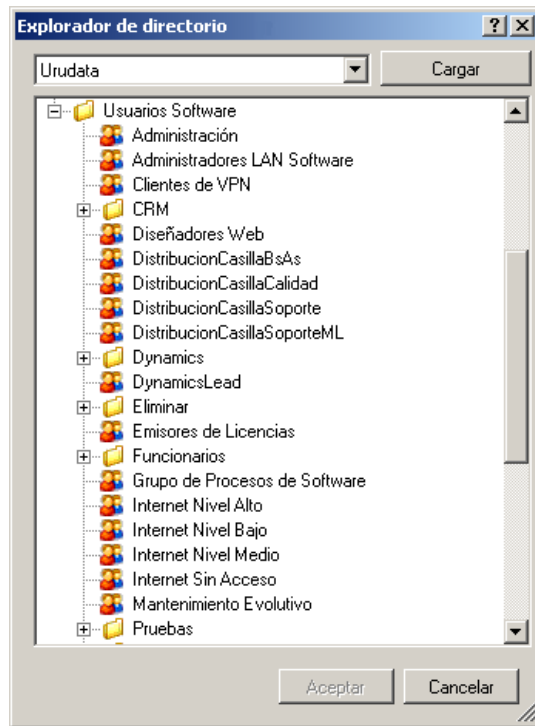 Explorador de directorio
Urudata
Cargar
Usuarios Software
Administración
Administradores LAN Software
Clientes de VPN
CRM
Diseñadores Web
DistribucionCasillaBsAs
DistribucionCasillaCalidad
DistribucionCasillaSoporte
DistribucionCasillaSoporteML
Dynamics
DynamicsLead
Eliminar
Emisores de Licencias
Funcionarios
Grupo de Procesos de Software
Internet Nivel Alto
Internet Nivel Bajo
Internet Nivel Medio
Internet Sin Acceso
Mantenimiento Evolutivo
Pruebas
Aceptar
Cancelar